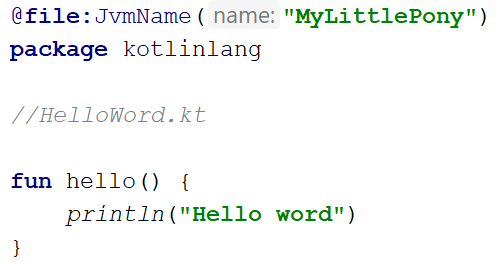 @file:JvmName( name: "MyLittlePony")
package kotlinlang
//HelloWord.kt
fun hello() {
println("Hello word")
}